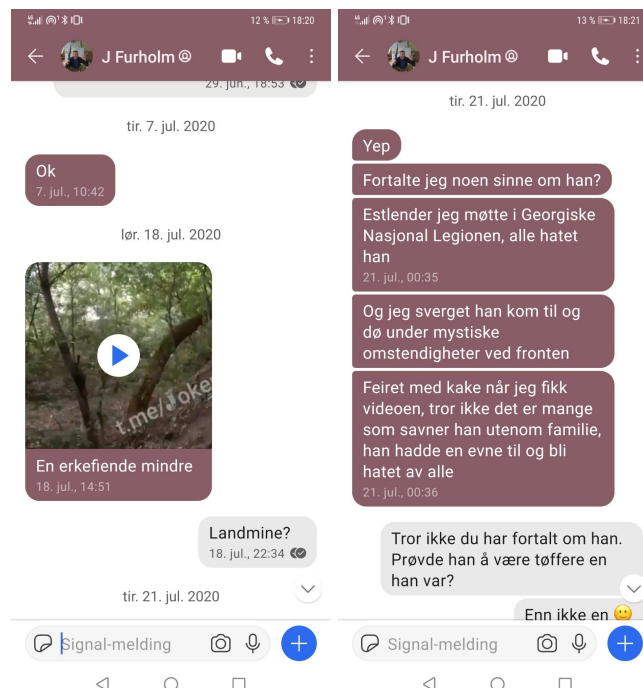 12 % 18:20
J Furholm
29. jun., 18:53
tir. 7. jul. 2020
Ok
7. jul., 10:42
lør. 18. jul. 2020
t.me/Joke
En erkefiende mindre
18. jul., 14:51
Landmine?
18. jul., 22:34
tir. 21. jul. 2020
Signal-melding
13 % 18:21
J Furholm
tir. 21. jul. 2020
Yep
Fortalte jeg noen sinne om han?
Estlender jeg møtte i Georgiske
Nasjonal Legionen, alle hatet
han
21. jul., 00:35
Og jeg sverget han kom til og
dø under mystiske
omstendigheter ved fronten
Feiret med kake når jeg fikk
videoen, tror ikke det er mange
som savner han utenom familie,
han hadde en evne til og bli
hatet av alle
21. jul., 00:36
Tror ikke du har fortalt om han.
Prøvde han å være tøffere en
han var?
Enn ikke en 🙂
Signal-melding